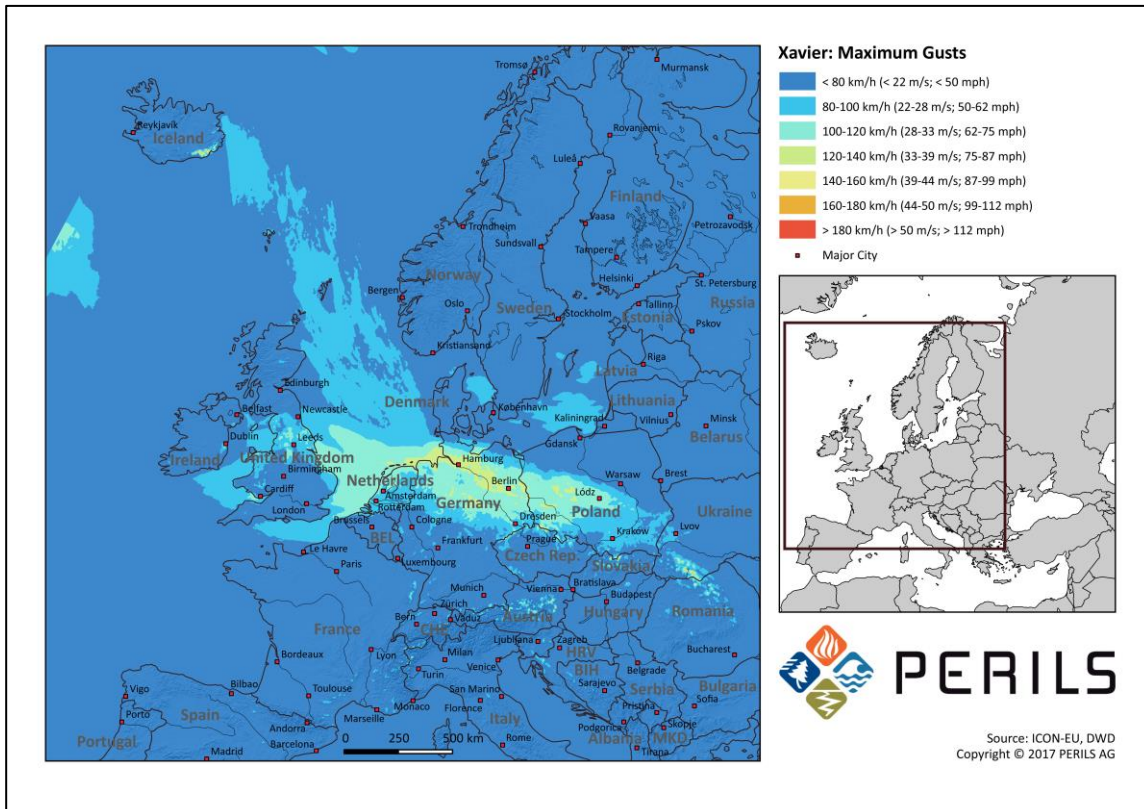 Xavier: Maximum Gusts
< 80 km/h (< 22 m/s; < 50 mph)
80-100 km/h (22-28 m/s; 50-62 mph)
100-120 km/h (28-33 m/s; 62-75 mph)
120-140 km/h (33-39 m/s; 75-87 mph)
140-160 km/h (39-44 m/s; 87-99 mph)
160-180 km/h (44-50 m/s; 99-112 mph)
> 180 km/h (> 50 m/s; > 112 mph)
Major City
Tromsø
Murmansk
Reykjavík
Iceland
Rovaniemi
Luleå
Finland
Vaasa
Petrozavodsk
Trondheim
Sundsvall
Tampere
Norway
Helsinki
St. Petersburg
Bergen
Oslo
Sweden
Tallinn
Russia
Stockholm
Estonia
Pskov
Kristiansand
Riga
Latvia
Edinburgh
Denmark
København
Lithuania
Belfast
Newcastle
Kaliningrad
Vilnius
Minsk
Dublin
Leeds
Gdansk
Belarus
Ireland
United Kingdom
Hamburg
Birmingham
Netherlands
Berlin
Warsaw
Brest
Cardiff
Amsterdam
Germany
Łódź
London
Rotterdam
Poland
Ukraine
Brussels
Cologne
Dresden
BEL
Krakow
Lvov
Le Havre
Frankfurt
Prague
Czech Rep.
Paris
Luxembourg
Slovakia
Munich
Vienna
Bratislava
Budapest
Zürich
Austria
Hungary
Romania
Bern
CHE
Vaduz
France
Ljubljana
Zagreb
Lyon
Milan
HRV
Bucharest
Bordeaux
Turin
Venice
BIH
Belgrade
Vigo
Bilbao
Toulouse
San Marino
Sarajevo
Serbia
Bulgaria
Porto
Marseille
Monaco
Florence
Pristina
Sofia
Spain
Andorra
Italy
Podgorica
Skopje
Portugal
Madrid
Barcelona
0 250 500 km
Rome
Albania
MKD
Tirana
PERILS
Source: ICON-EU, DWD
Copyright © 2017 PERILS AG